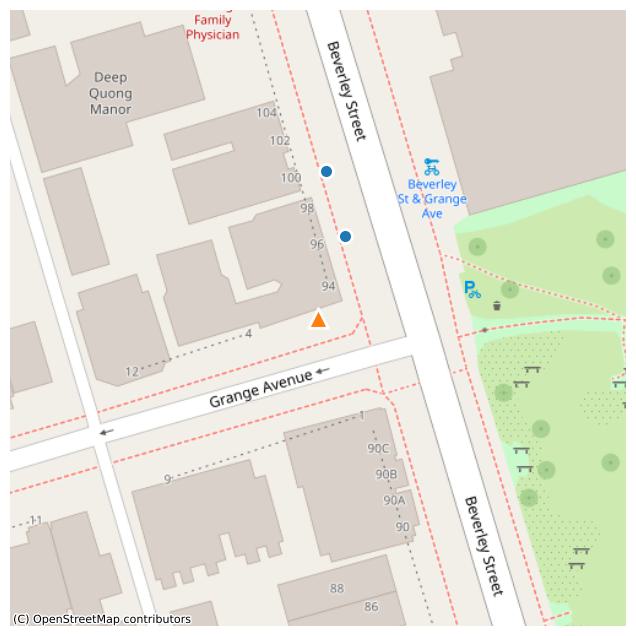 Family
Physician
Beverley Street
Deep
Quong
Manor
104
102
100
98
96
94
Beverley
St & Grange
Ave
P
4
12
Grange Avenue
1
90C
90B
90A
90
9
11
88
86
Beverley Street
(C) OpenStreetMap contributors